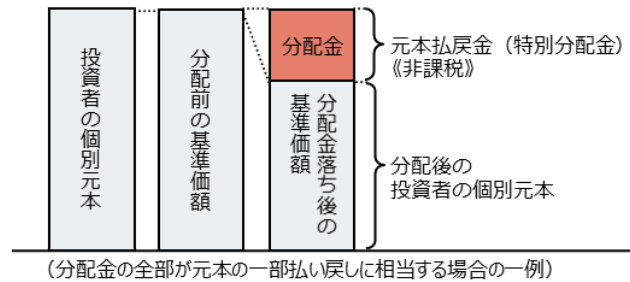 投資者の個別元本
分配前の基準価額
分配金
分配金落ち後の
基準価額
元本払戻金（特別分配金）
《非課税》
分配後の
投資者の個別元本
（分配金の全部が元本の一部払い戻しに相当する場合の一例）